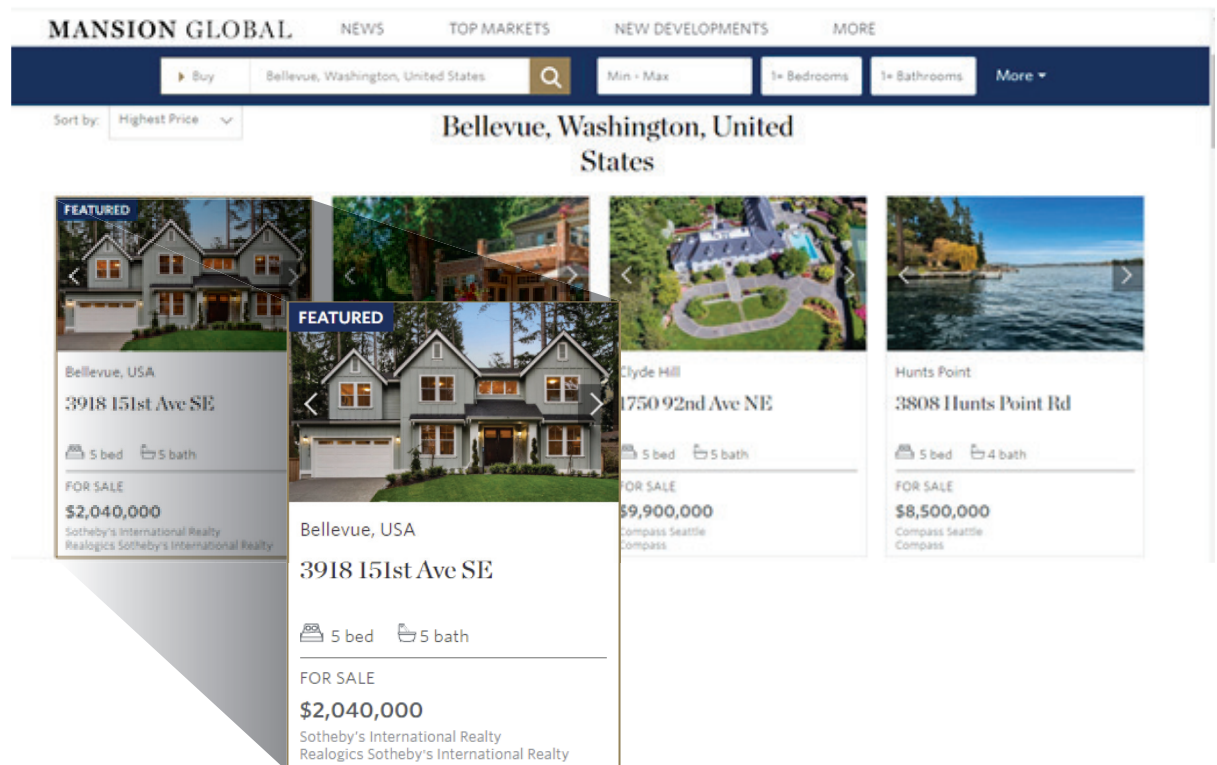 MANSION GLOBAL NEWS TOP MARKETS NEW DEVELOPMENTS MORE
Buy Bellevue, Washington, United States Min - Max 1+ Bedrooms 1+ Bathrooms More
Sort by: Highest Price
Bellevue, Washington, United
States
FEATURED
Bellevue, USA
3918 151st Ave SE
5 bed 5 bath
FOR SALE
$2,040,000
Sotheby's International Realty
Realogics Sotheby's International Realty
FEATURED
Bellevue, USA
3918 151st Ave SE
5 bed 5 bath
FOR SALE
$2,040,000
Sotheby's International Realty
Realogics Sotheby's International Realty
Clyde Hill
1750 92nd Ave NE
5 bed 5 bath
FOR SALE
$9,900,000
Compass Seattle
Compass
Hunts Point
3808 Hunts Point Rd
5 bed 4 bath
FOR SALE
$8,500,000
Compass Seattle
Compass